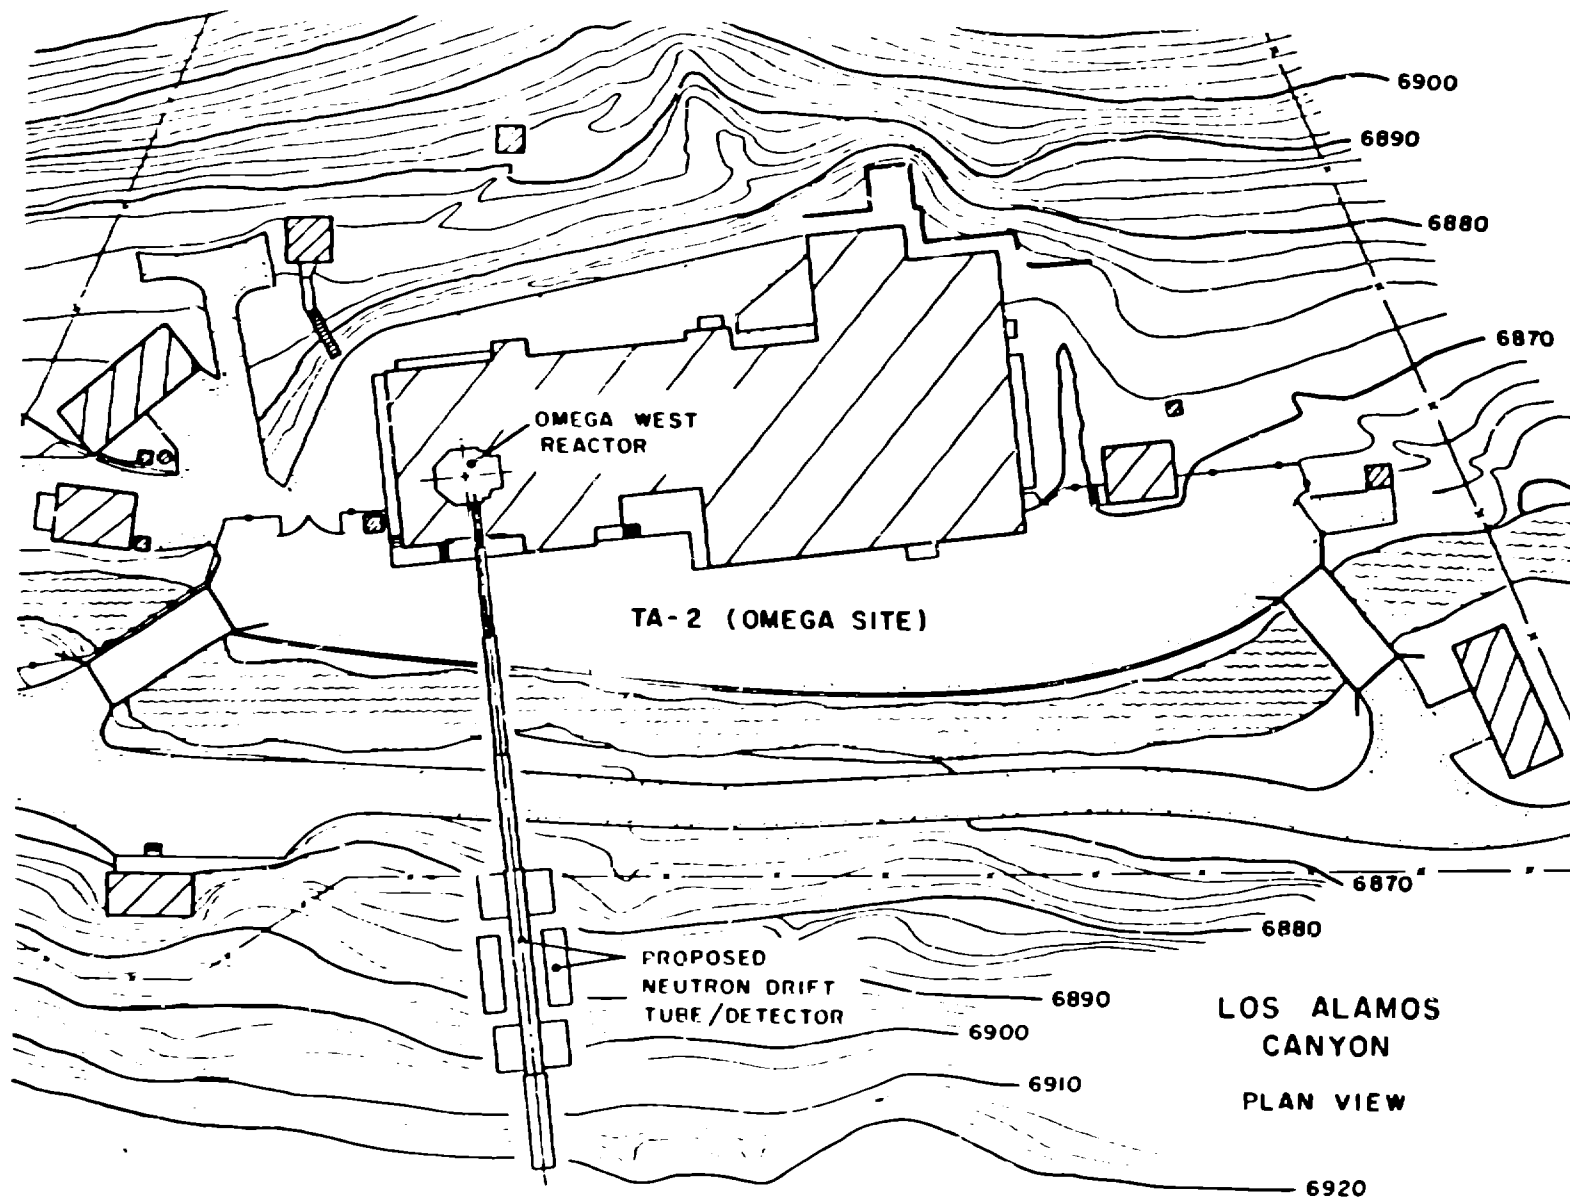 6900
6890
6880
6870
OMEGA WEST
REACTOR
TA-2 (OMEGA SITE)
6870
6880
PROPOSED
NEUTRON DRIFT
TUBE/DETECTOR
6890
6900
6910
6920
LOS ALAMOS
CANYON
PLAN VIEW